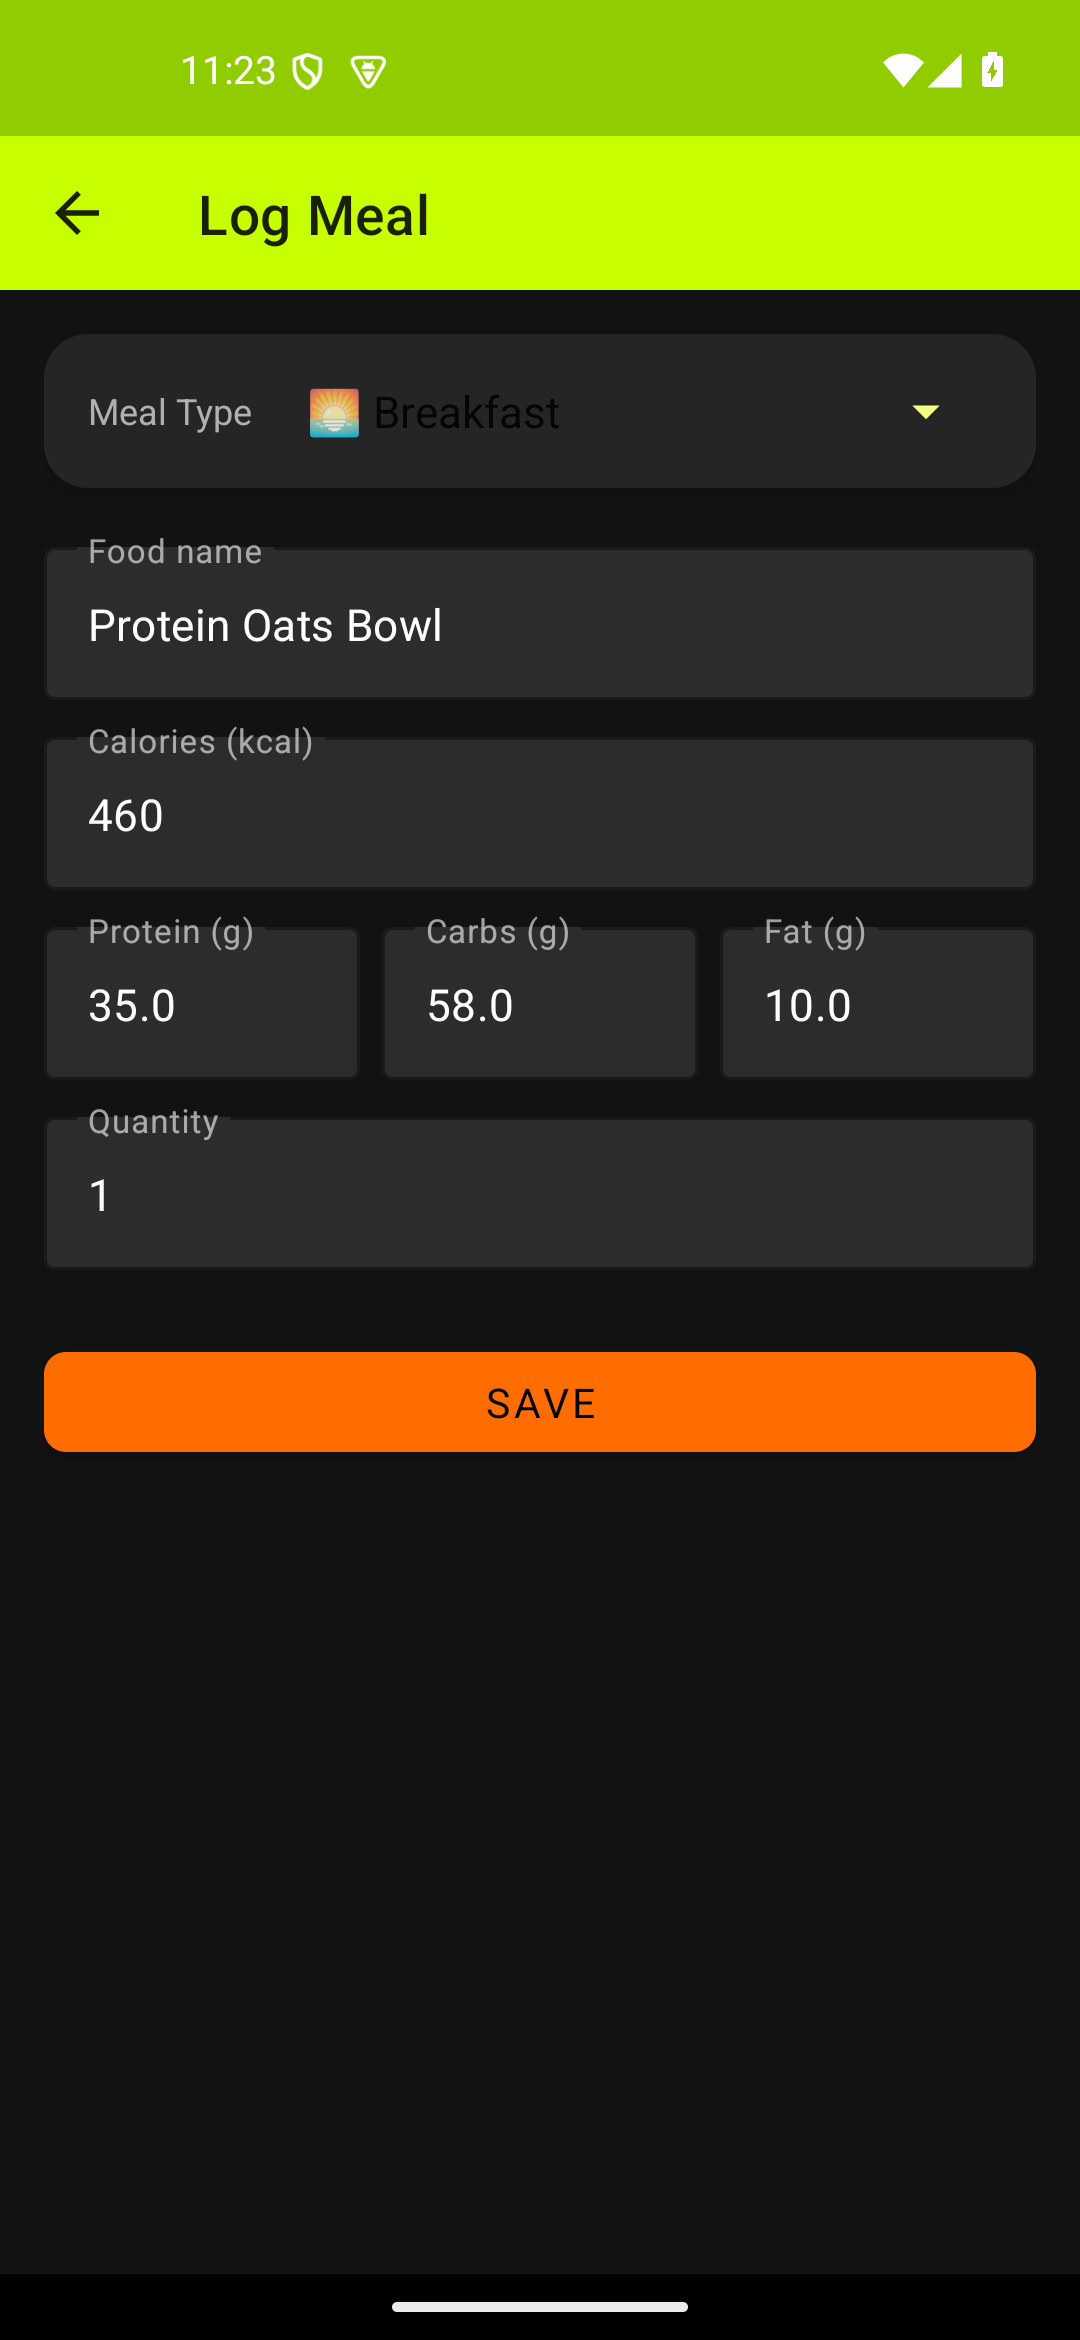 11:23
Log Meal
Meal Type 🌅 Breakfast
Food name
Protein Oats Bowl
Calories (kcal)
460
Protein (g) Carbs (g) Fat (g)
35.0 58.0 10.0
Quantity
1
SAVE